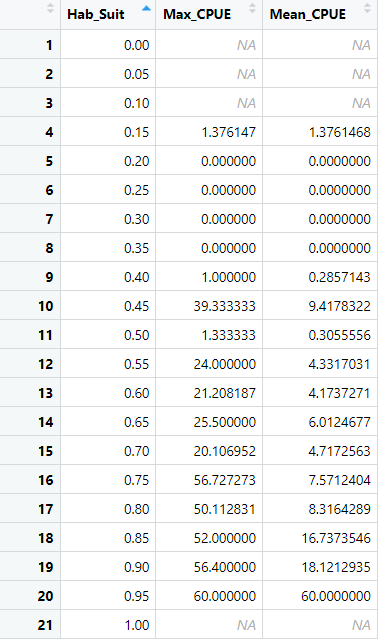 Hab_Suit Max_CPUE Mean_CPUE
1 0.00 NA NA
2 0.05 NA NA
3 0.10 NA NA
4 0.15 1.376147 1.3761468
5 0.20 0.000000 0.0000000
6 0.25 0.000000 0.0000000
7 0.30 0.000000 0.0000000
8 0.35 0.000000 0.0000000
9 0.40 1.000000 0.2857143
10 0.45 39.333333 9.4178322
11 0.50 1.333333 0.3055556
12 0.55 24.000000 4.3317031
13 0.60 21.208187 4.1737271
14 0.65 25.500000 6.0124677
15 0.70 20.106952 4.7172563
16 0.75 56.727273 7.5712404
17 0.80 50.112831 8.3164289
18 0.85 52.000000 16.7373546
19 0.90 56.400000 18.1212935
20 0.95 60.000000 60.0000000
21 1.00 NA NA